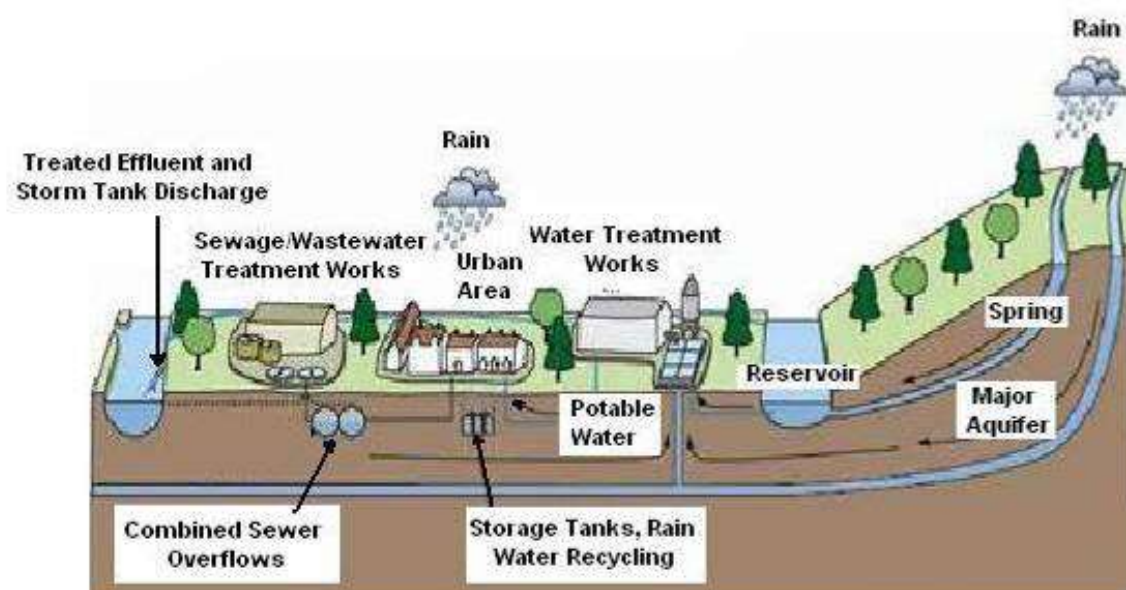 Rain
Rain
Treated Effluent and
Storm Tank Discharge
Sewage/Wastewater
Treatment Works
Urban
Area
Water Treatment
Works
Spring
Reservoir
Major
Aquifer
Potable
Water
Combined Sewer
Overflows
Storage Tanks, Rain
Water Recycling